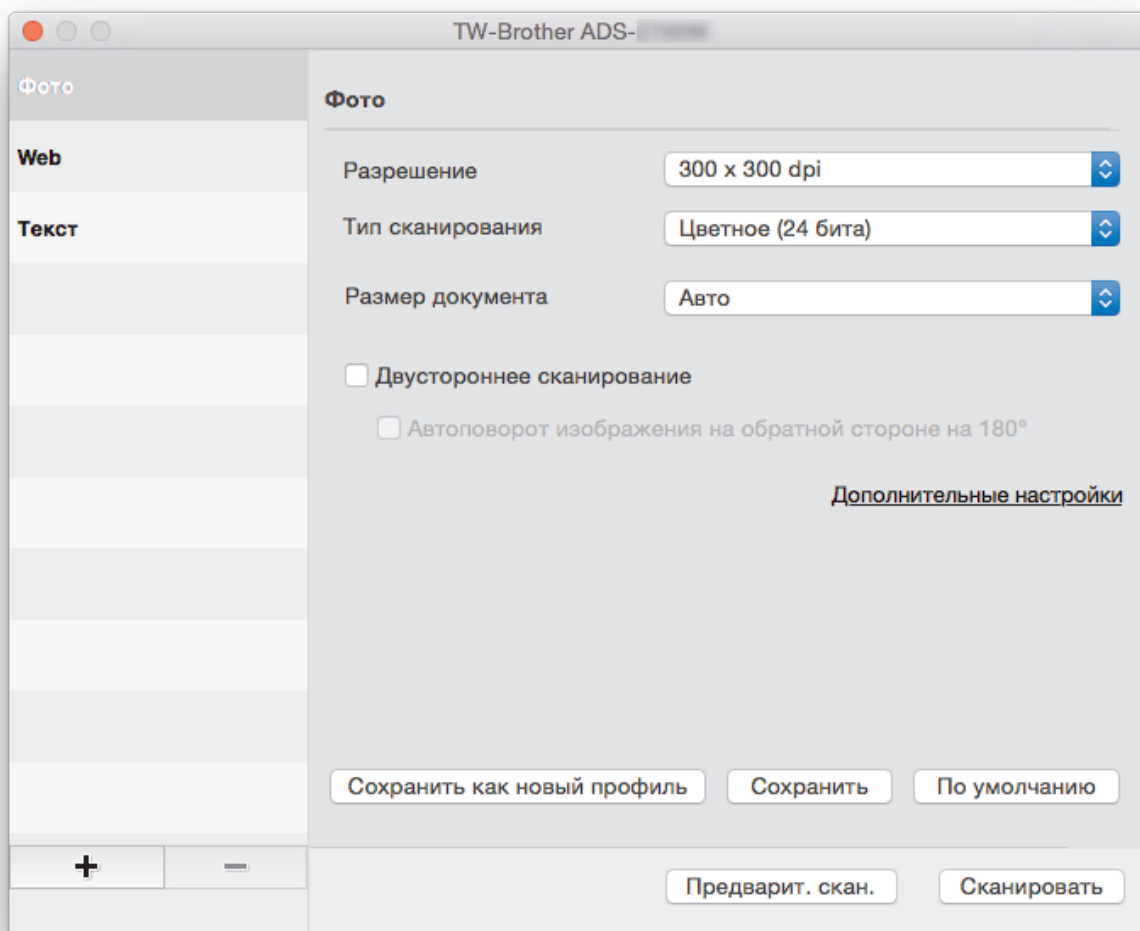 TW-Brother ADS-
Фото
Web
Текст
Фото
Разрешение 300 x 300 dpi
Тип сканирования Цветное (24 бита)
Размер документа Авто
Двустороннее сканирование
Автоповорот изображения на обратной стороне на 180°
Дополнительные настройки
Сохранить как новый профиль Сохранить По умолчанию
+ −
Предварит. скан. Сканировать